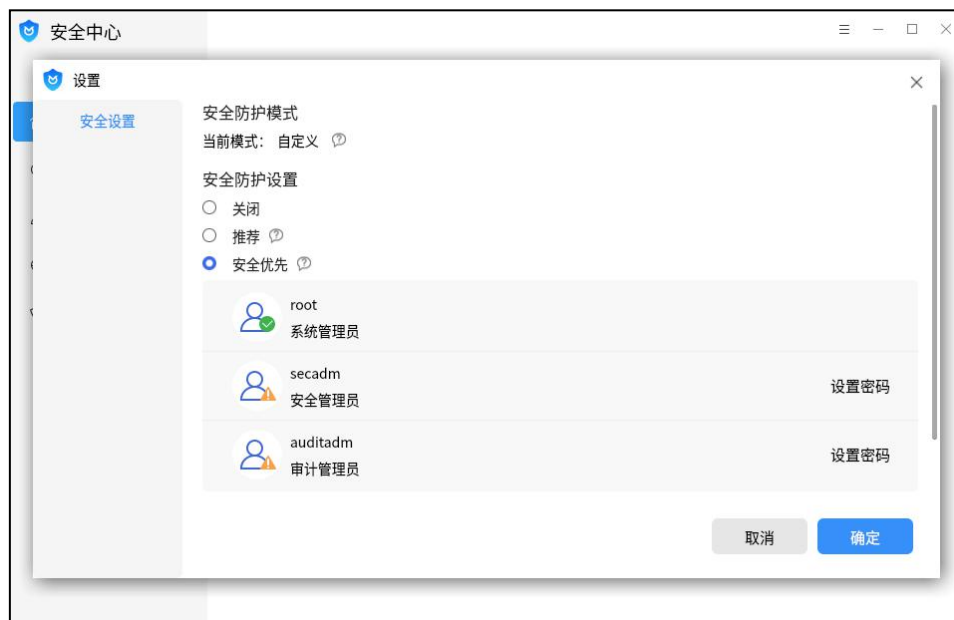 安全中心
设置
安全设置
安全防护模式
当前模式： 自定义
安全防护设置
关闭
推荐
安全优先
root
系统管理员
secadm
安全管理员
设置密码
auditadm
审计管理员
设置密码
取消
确定